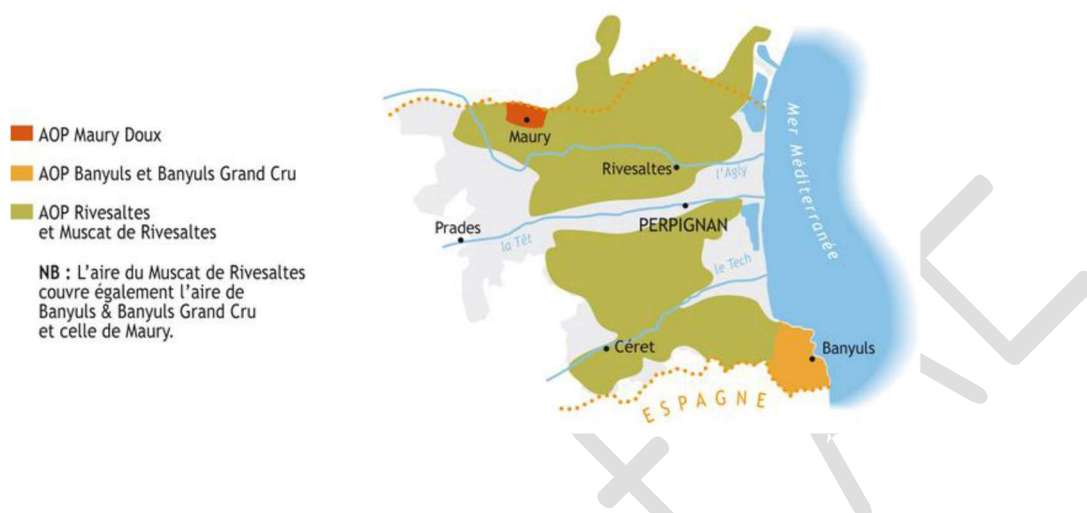 AOP Maury Doux
AOP Banyuls et Banyuls Grand Cru
AOP Rivesaltes
et Muscat de Rivesaltes
NB : L'aire du Muscat de Rivesaltes
couvre également l'aire de
Banyuls & Banyuls Grand Cru
et celle de Maury.
Maury
Rivesaltes
l'Agly
Mer Méditerranée
PERPIGNAN
Prades
la Têt
le Tech
Céret
Banyuls
ESPAGNE